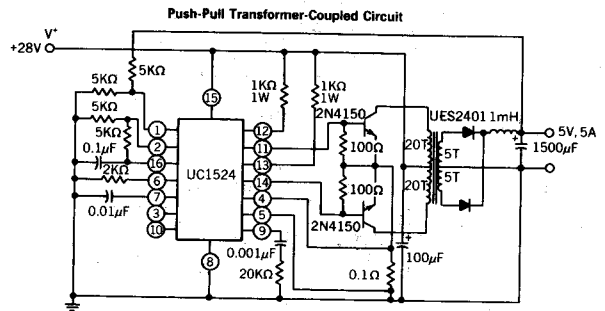 Push-Pull Transformer-Coupled Circuit
V+
+28V
5KΩ
5KΩ
5KΩ
5KΩ
0.1μF
2KΩ
0.01μF
1
2
16
6
7
3
10
15
UC1524
8
12
11
13
14
4
5
9
1KΩ
1W
1KΩ
1W
2N4150
100Ω
100Ω
2N4150
0.001μF
20KΩ
0.1Ω
+
100μF
20T
20T
5T
5T
UES2401 1mH
5V, 5A
+
1500μF